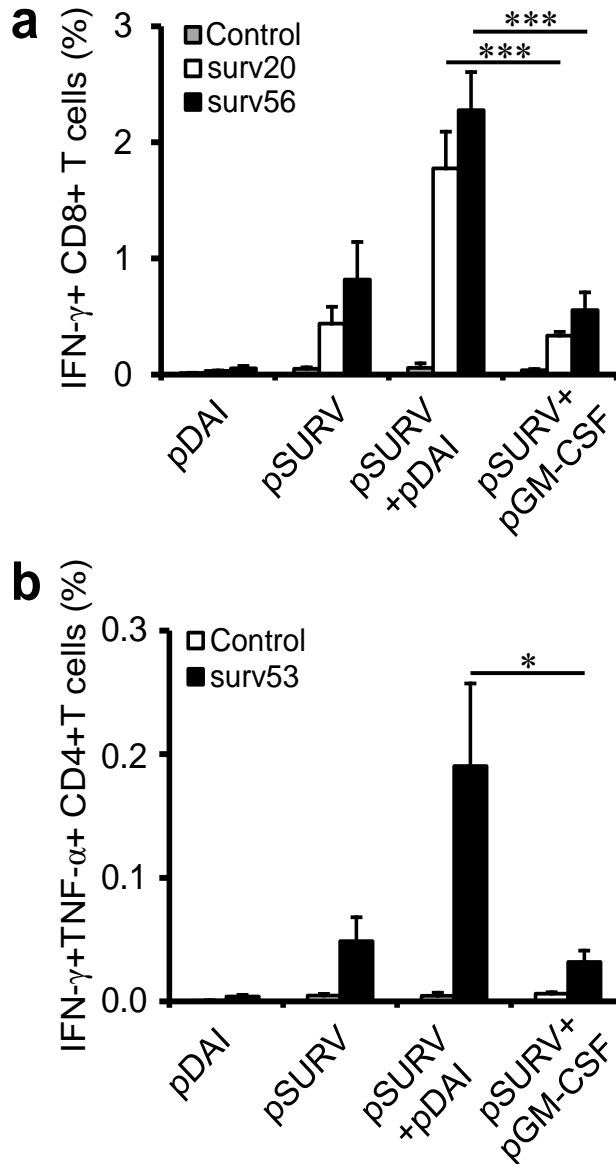 a
IFN-γ+ CD8+ T cells (%)
3
2
1
0
Control
surv20
surv56
***
***
pDAI
pSURV
pSURV
+pDAI
pSURV+
pGM-CSF
b
IFN-γ+TNF-α+ CD4+T cells (%)
0.3
0.2
0.1
0.0
Control
surv53
*
pDAI
pSURV
pSURV
+pDAI
pSURV+
pGM-CSF